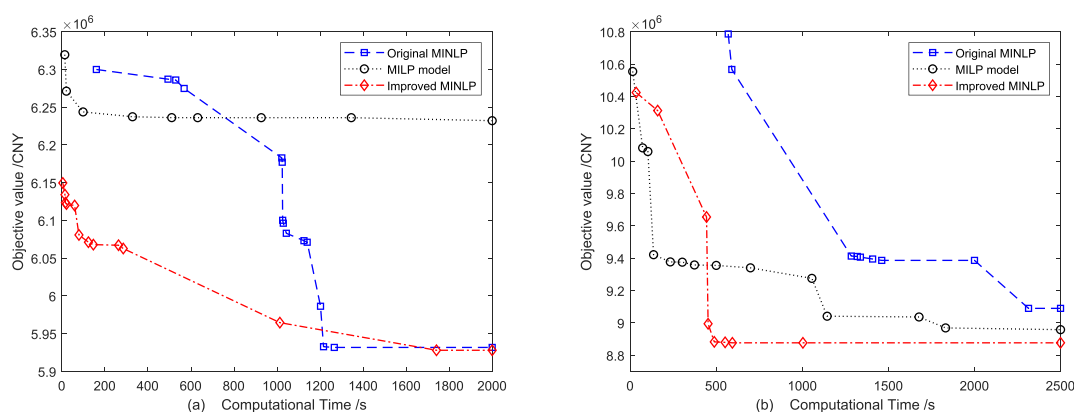 ×10⁶
6.35
6.3
6.25
6.2
6.15
6.1
6.05
6
5.95
5.9
Objective value /CNY
Original MINLP
MILP model
Improved MINLP
0 200 400 600 800 1000 1200 1400 1600 1800 2000
(a) Computational Time /s
×10⁶
10.8
10.6
10.4
10.2
10
9.8
9.6
9.4
9.2
9
8.8
Objective value /CNY
Original MINLP
MILP model
Improved MINLP
0 500 1000 1500 2000 2500
(b) Computational Time /s